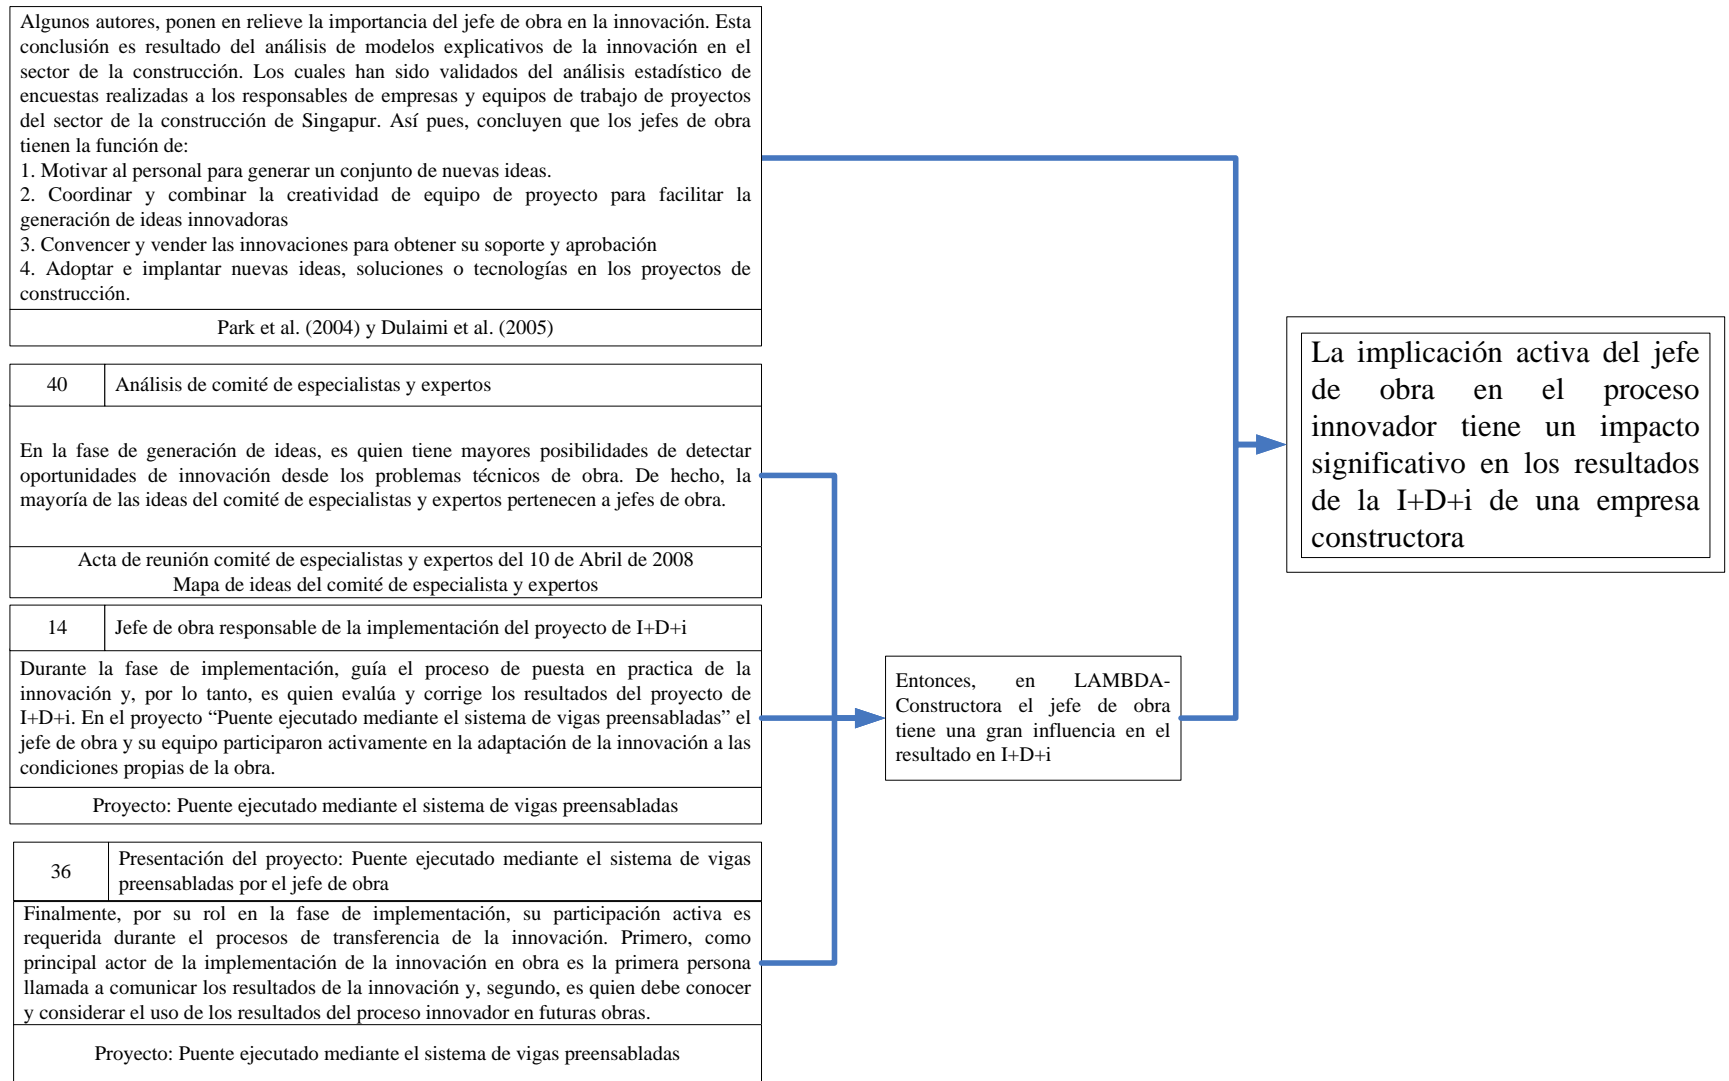 Algunos autores, ponen en relieve la importancia del jefe de obra en la innovación. Esta
conclusión es resultado del análisis de modelos explicativos de la innovación en el
sector de la construcción. Los cuales han sido validados del análisis estadístico de
encuestas realizadas a los responsables de empresas y equipos de trabajo de proyectos
del sector de la construcción de Singapur. Así pues, concluyen que los jefes de obra
tienen la función de:
1. Motivar al personal para generar un conjunto de nuevas ideas.
2. Coordinar y combinar la creatividad de equipo de proyecto para facilitar la
generación de ideas innovadoras
3. Convencer y vender las innovaciones para obtener su soporte y aprobación
4. Adoptar e implantar nuevas ideas, soluciones o tecnologías en los proyectos de
construcción.
Park et al. (2004) y Dulaimi et al. (2005)
40
Análisis de comité de especialistas y expertos
En la fase de generación de ideas, es quien tiene mayores posibilidades de detectar
oportunidades de innovación desde los problemas técnicos de obra. De hecho, la
mayoría de las ideas del comité de especialistas y expertos pertenecen a jefes de obra.
Acta de reunión comité de especialistas y expertos del 10 de Abril de 2008
Mapa de ideas del comité de especialista y expertos
14
Jefe de obra responsable de la implementación del proyecto de I+D+i
Durante la fase de implementación, guía el proceso de puesta en practica de la
innovación y, por lo tanto, es quien evalúa y corrige los resultados del proyecto de
I+D+i. En el proyecto “Puente ejecutado mediante el sistema de vigas preensabladas” el
jefe de obra y su equipo participaron activamente en la adaptación de la innovación a las
condiciones propias de la obra.
Proyecto: Puente ejecutado mediante el sistema de vigas preensabladas
36
Presentación del proyecto: Puente ejecutado mediante el sistema de vigas
preensabladas por el jefe de obra
Finalmente, por su rol en la fase de implementación, su participación activa es
requerida durante el procesos de transferencia de la innovación. Primero, como
principal actor de la implementación de la innovación en obra es la primera persona
llamada a comunicar los resultados de la innovación y, segundo, es quien debe conocer
y considerar el uso de los resultados del proceso innovador en futuras obras.
Proyecto: Puente ejecutado mediante el sistema de vigas preensabladas
Entonces, en LAMBDA-
Constructora el jefe de obra
tiene una gran influencia en el
resultado en I+D+i
La implicación activa del jefe
de obra en el proceso
innovador tiene un impacto
significativo en los resultados
de la I+D+i de una empresa
constructora